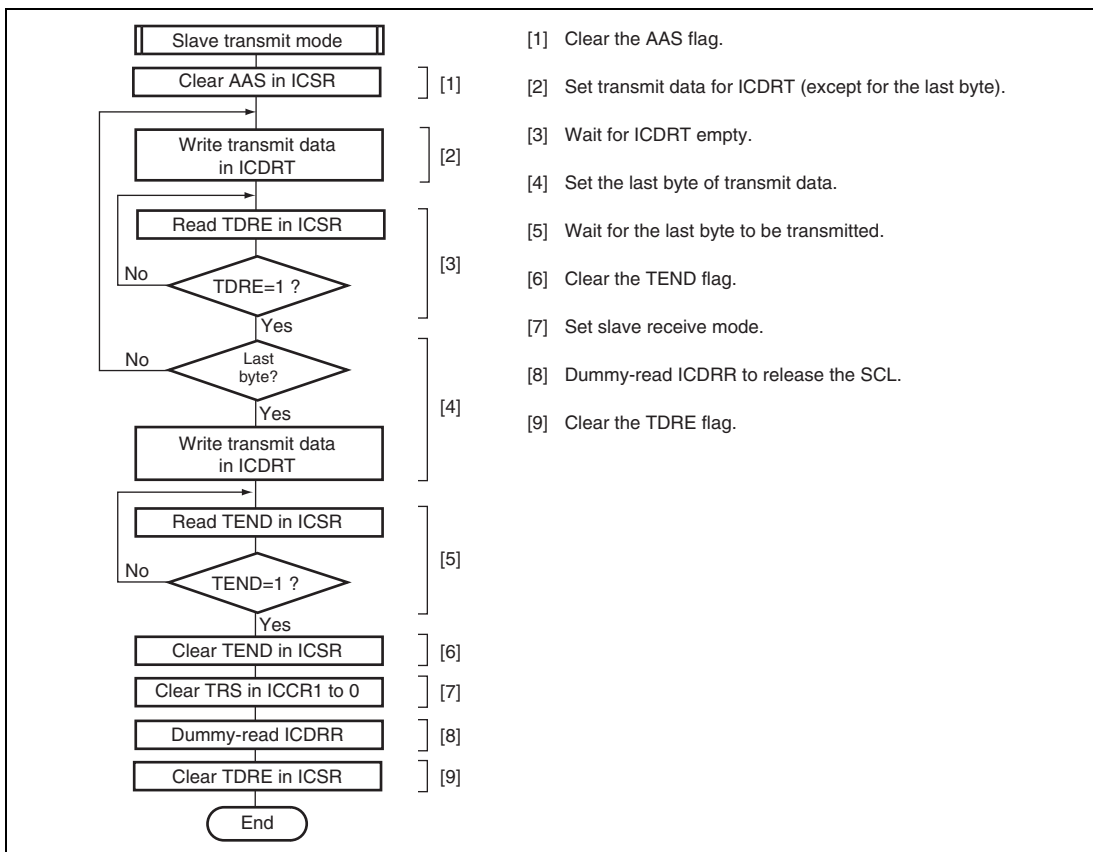 Slave transmit mode
Clear AAS in ICSR
[1]
Write transmit data
in ICDRT
[2]
Read TDRE in ICSR
No
TDRE=1 ?
[3]
Yes
No
Last
byte?
[4]
Yes
Write transmit data
in ICDRT
Read TEND in ICSR
No
TEND=1 ?
[5]
Yes
Clear TEND in ICSR
[6]
Clear TRS in ICCR1 to 0
[7]
Dummy-read ICDRR
[8]
Clear TDRE in ICSR
[9]
End
[1] Clear the AAS flag.
[2] Set transmit data for ICDRT (except for the last byte).
[3] Wait for ICDRT empty.
[4] Set the last byte of transmit data.
[5] Wait for the last byte to be transmitted.
[6] Clear the TEND flag.
[7] Set slave receive mode.
[8] Dummy-read ICDRR to release the SCL.
[9] Clear the TDRE flag.